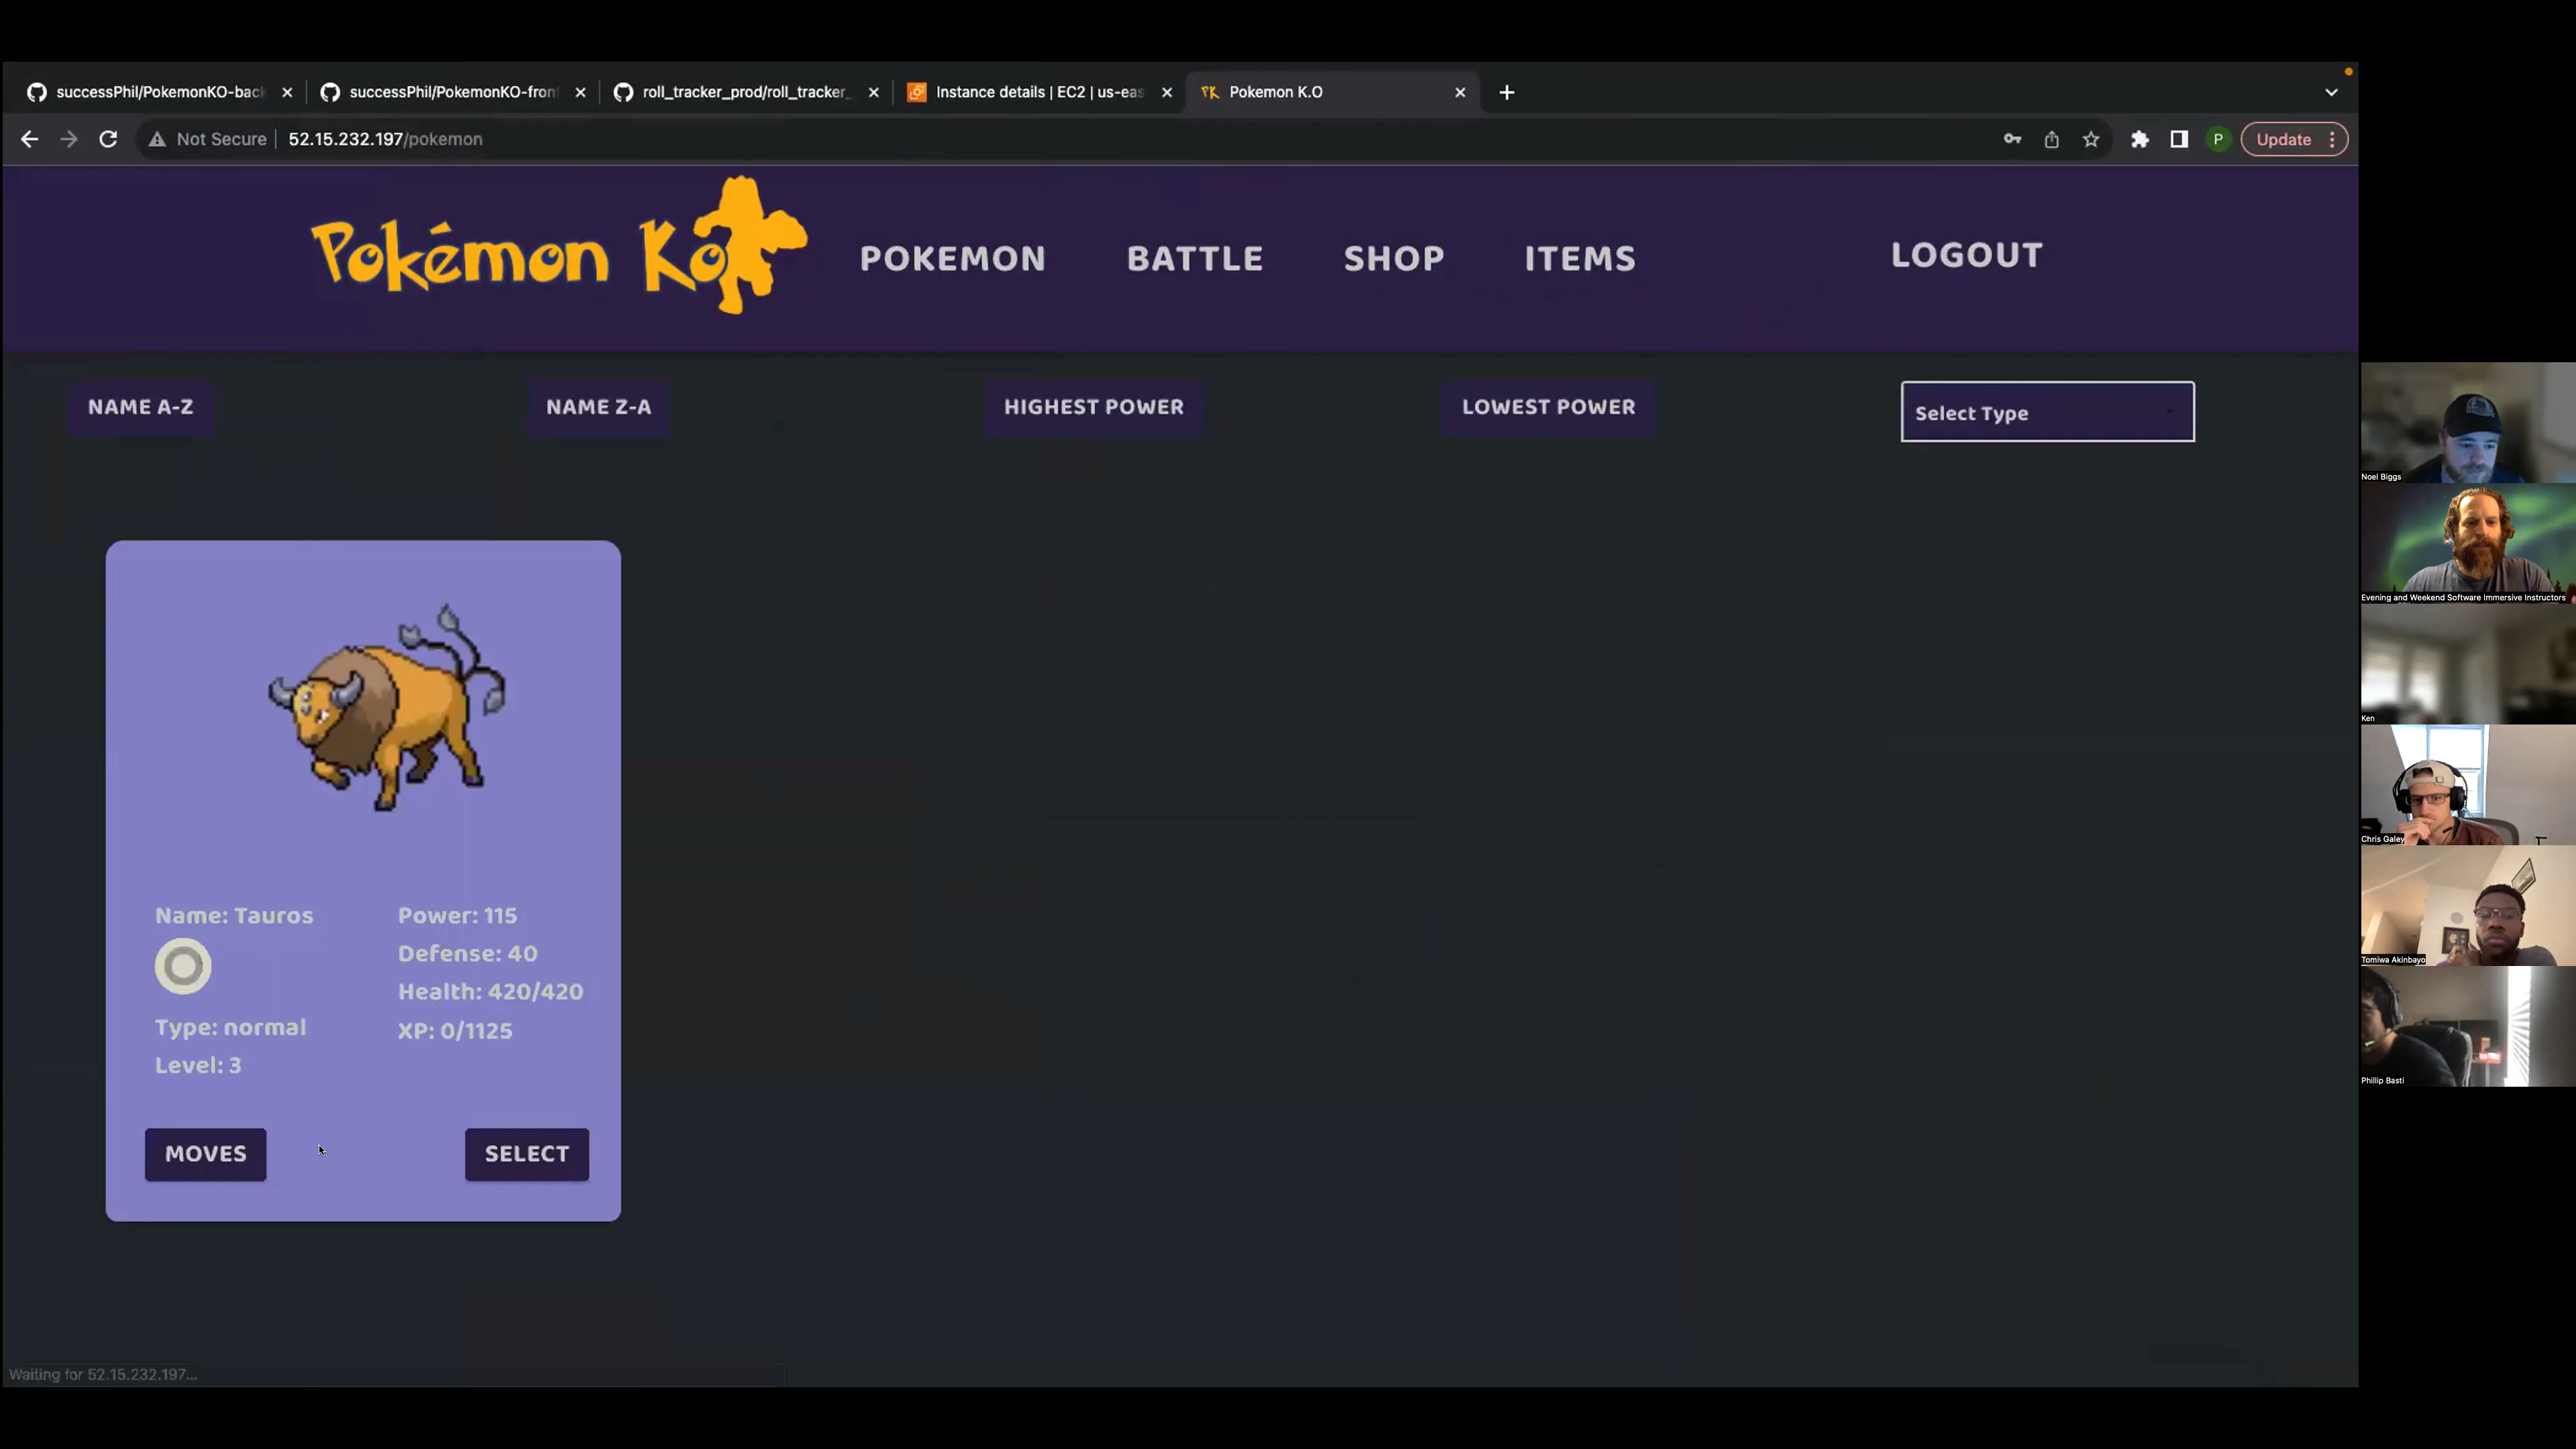 successPhil/PokemonKO-back
successPhil/PokemonKO-fron
roll_tracker_prod/roll_tracker_
Instance details | EC2 | us-eas
Pokemon K.O
Not Secure
52.15.232.197/pokemon
P
Update
Pokémon Ko
POKEMON
BATTLE
SHOP
ITEMS
LOGOUT
NAME A-Z
NAME Z-A
HIGHEST POWER
LOWEST POWER
Select Type
Name: Tauros
Type: normal
Level: 3
Power: 115
Defense: 40
Health: 420/420
XP: 0/1125
MOVES
SELECT
Waiting for 52.15.232.197...
Noel Biggs
Evening and Weekend Software Immersive Instructors
Ken
Chris Galey
Tomiwa Akinbayo
Phillip Basti